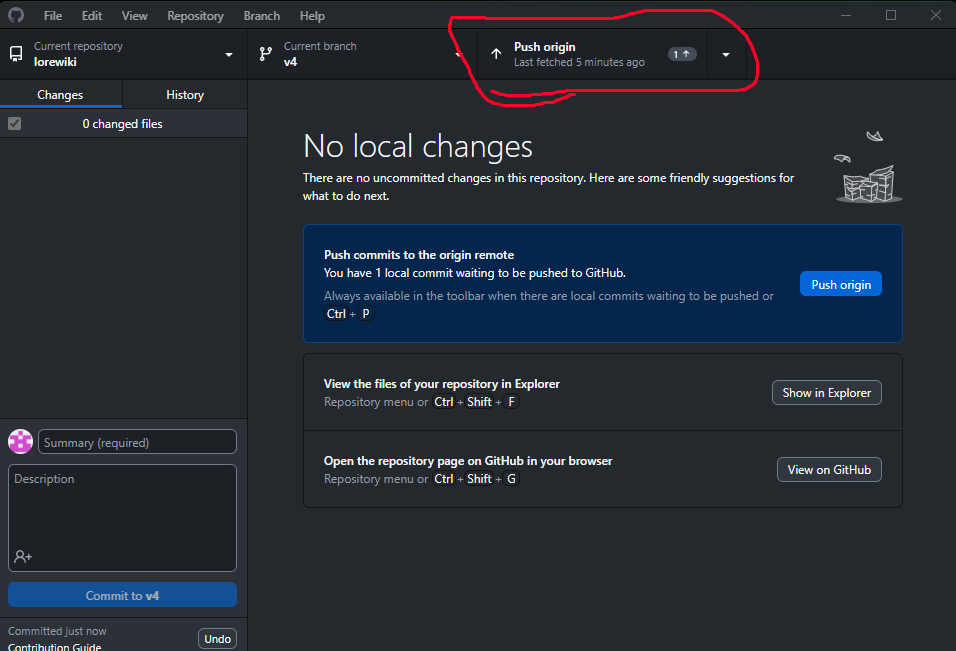 File Edit View Repository Branch Help
Current repository
lorewiki
Current branch
v4
Push origin
Last fetched 5 minutes ago
1
Changes History
0 changed files
No local changes
There are no uncommitted changes in this repository. Here are some friendly suggestions for
what to do next.
Push commits to the origin remote
You have 1 local commit waiting to be pushed to GitHub.
Always available in the toolbar when there are local commits waiting to be pushed or
Ctrl + P
Push origin
View the files of your repository in Explorer
Repository menu or Ctrl + Shift + F
Show in Explorer
Open the repository page on GitHub in your browser
Repository menu or Ctrl + Shift + G
View on GitHub
Summary (required)
Description
Commit to v4
Committed just now
Contribution Guide
Undo